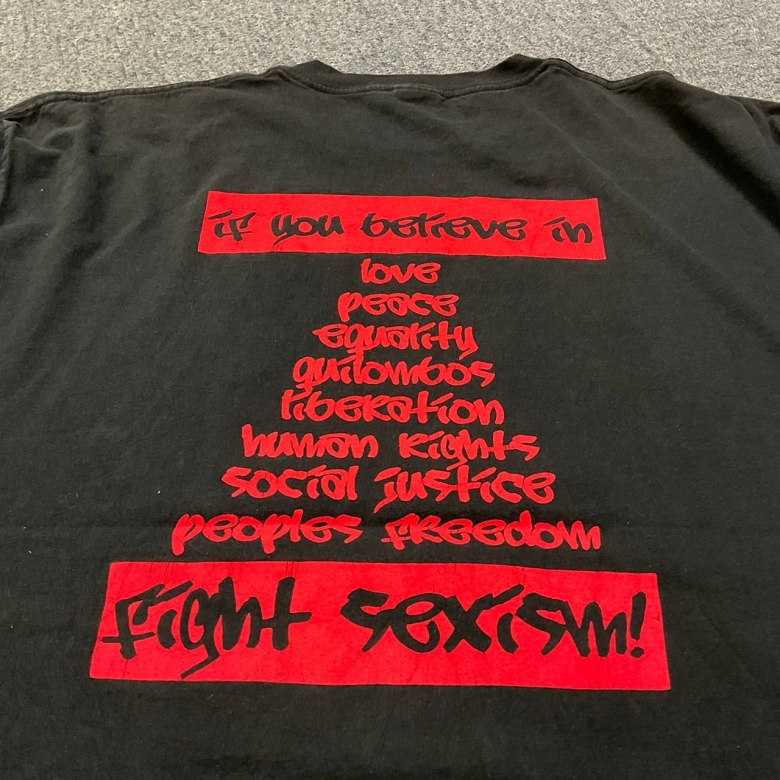 if you believe in
love
peace
equality
quilombos
liberation
human rights
social justice
peoples freedom
fight sexism!